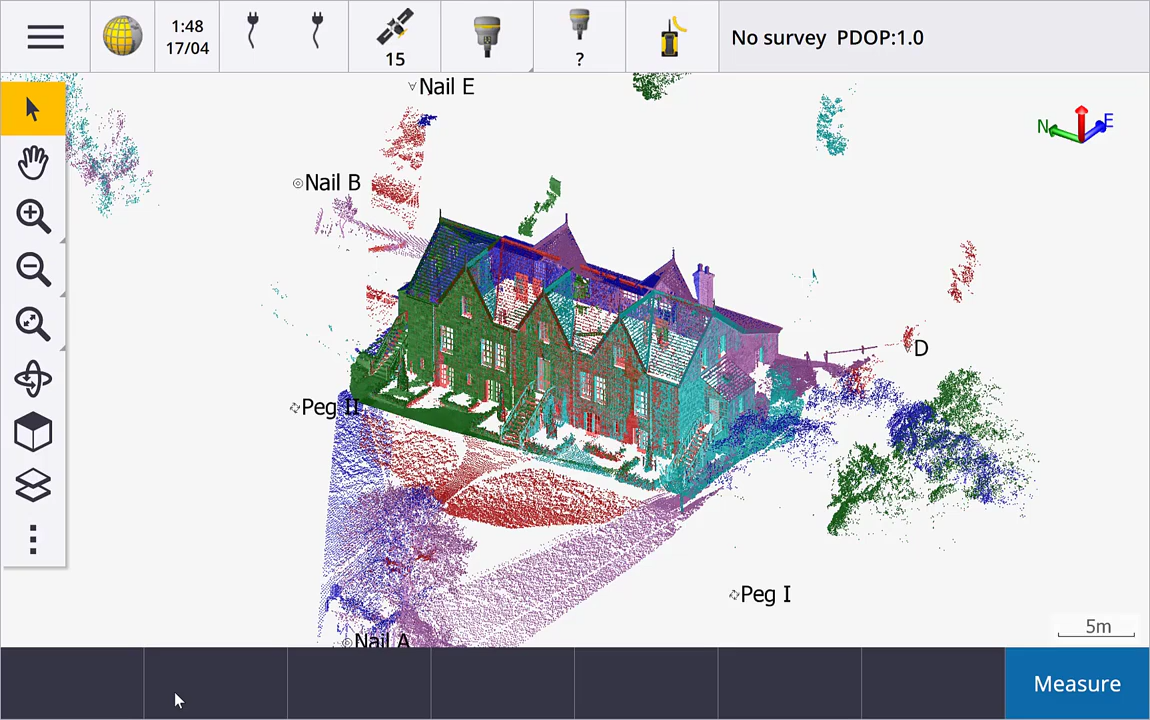 1:48
17/04
15
?
No survey PDOP:1.0
Nail E
N
E
Nail B
D
Peg II
Peg I
5m
Nail A
Measure